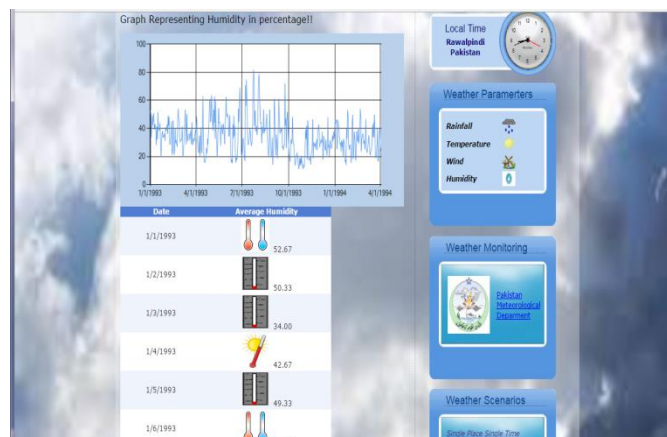 Graph Representing Humidity in percentage!!
100
80
60
40
20
0
1/1/1993 4/1/1993 7/1/1993 10/1/1993 1/1/1994 4/1/1994
Date Average Humidity
1/1/1993 52.67
1/2/1993 50.33
1/3/1993 34.00
1/4/1993 42.67
1/5/1993 49.33
1/6/1993
Local Time
Rawalpindi
Pakistan
Weather Paramerters
Rainfall
Temperature
Wind
Humidity
Weather Monitoring
Pakistan
Meteorological
Deparment
Weather Scenarios
Single Place Single Time